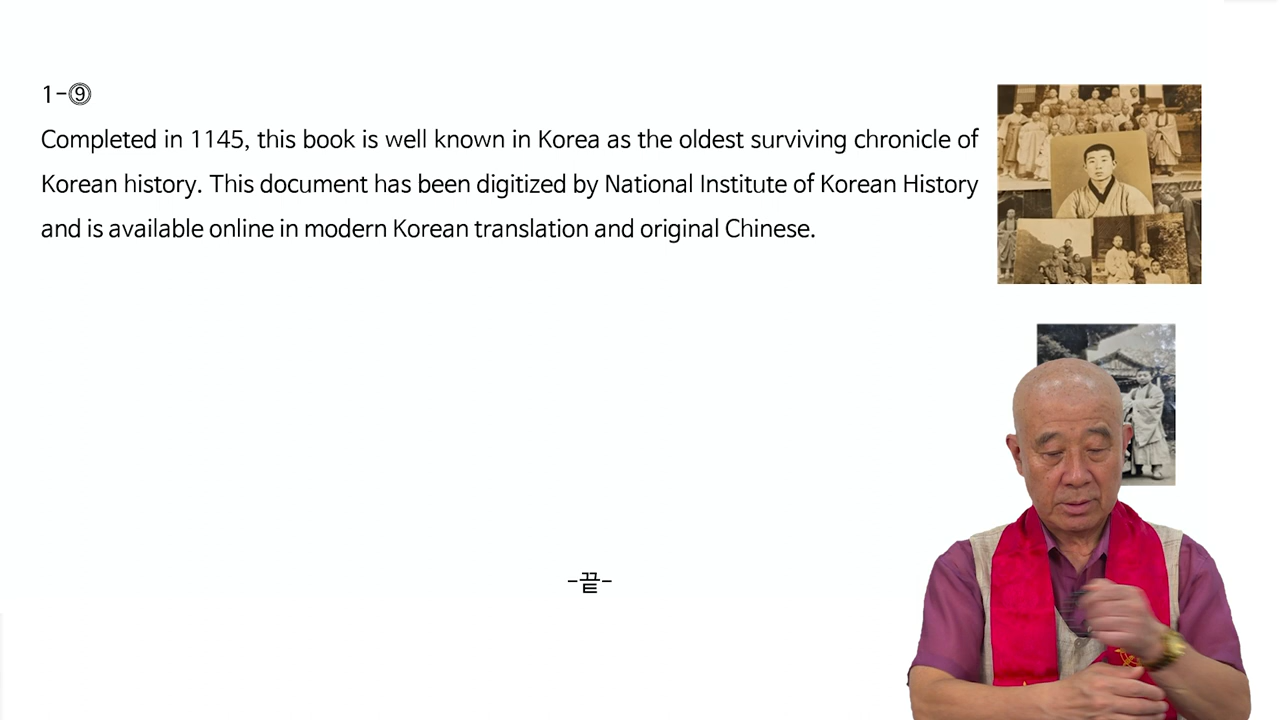 1-⑨
Completed in 1145, this book is well known in Korea as the oldest surviving chronicle of
Korean history. This document has been digitized by National Institute of Korean History
and is available online in modern Korean translation and original Chinese.
-끝-